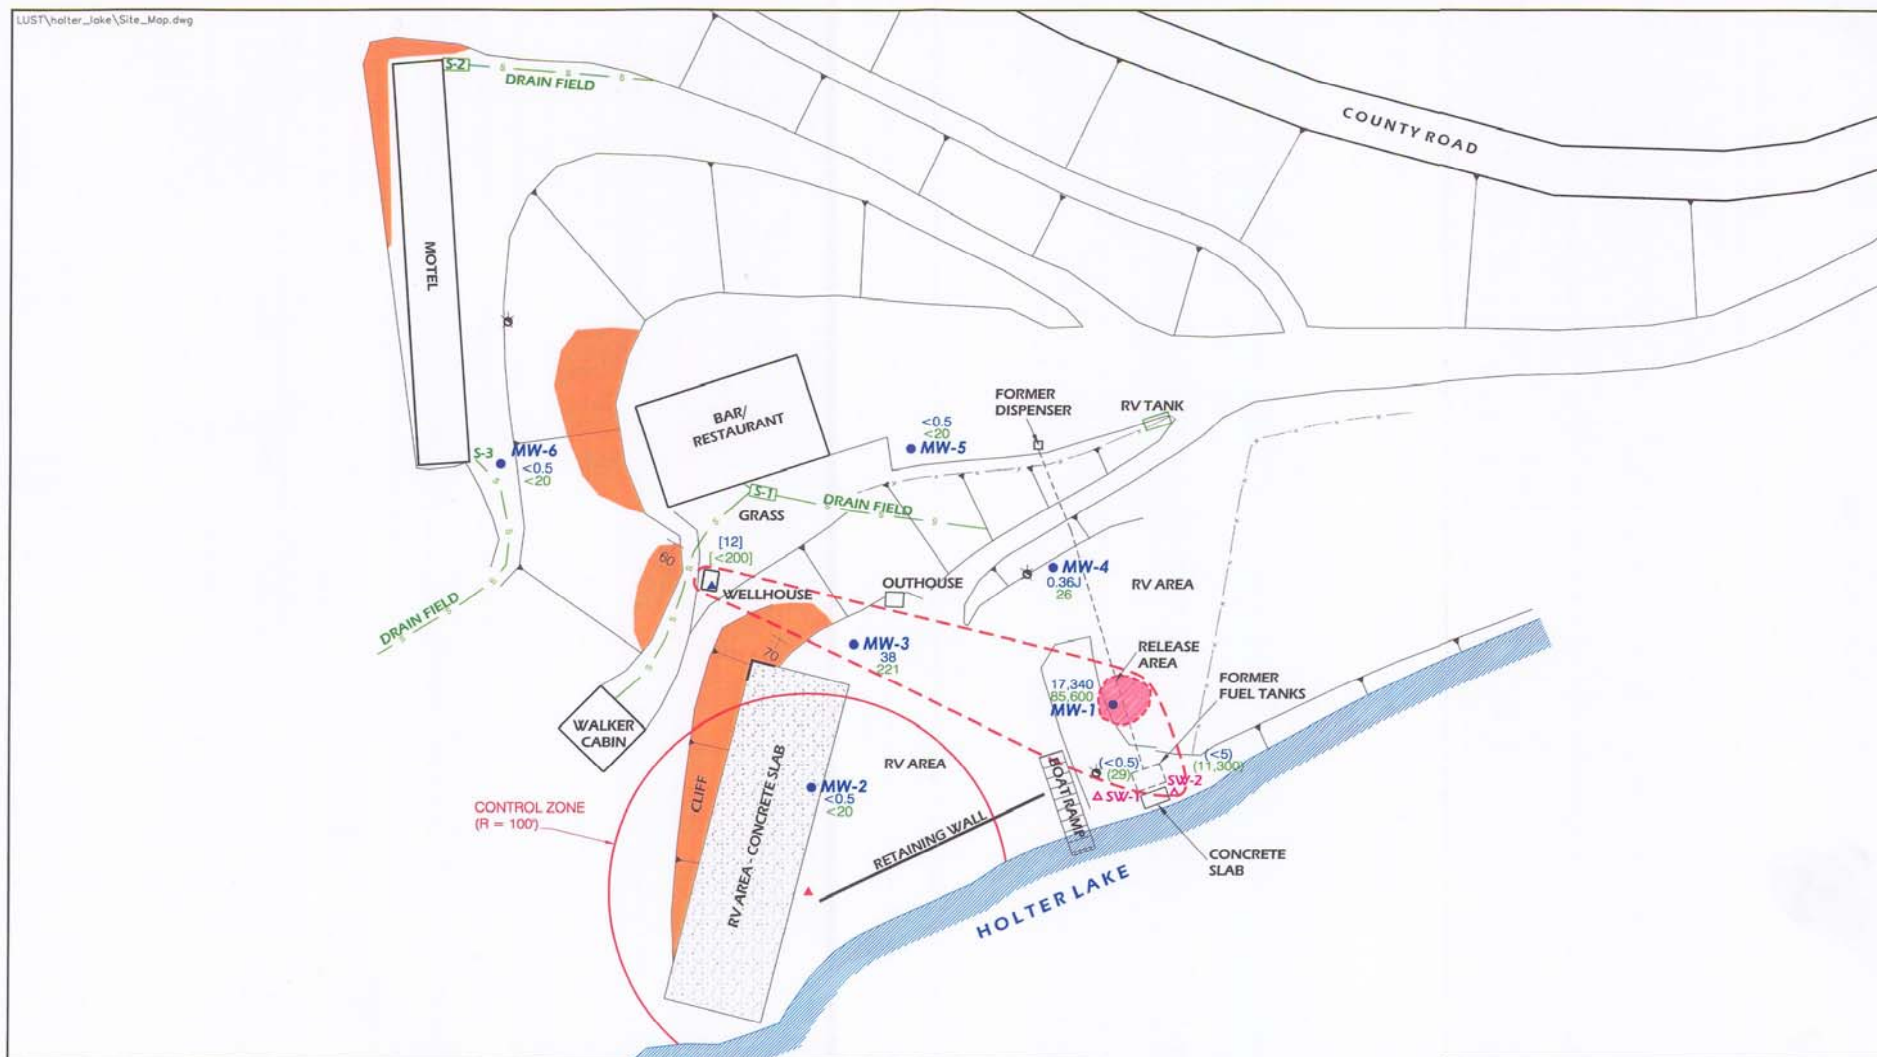 LUST\holter_lake\Site_Map.dwg
S-2
DRAIN FIELD
COUNTY ROAD
MOTEL
BAR/
RESTAURANT
FORMER
DISPENSER
RV TANK
<0.5
<20
MW-5
S-3
MW-6
<0.5
<20
S-1
DRAIN FIELD
GRASS
[12]
[<200]
60
WELLHOUSE
OUTHOUSE
MW-4
0.36J
26
RV AREA
DRAIN FIELD
70
MW-3
38
221
RELEASE
AREA
17,340
85,600
MW-1
FORMER
FUEL TANKS
WALKER
CABIN
CLIFF
RV AREA - CONCRETE SLAB
RV AREA
MW-2
<0.5
<20
BOAT RAMP
(<0.5)
(29)
SW-1
(<5)
(11,300)
SW-2
CONTROL ZONE
(R = 100')
RETAINING WALL
CONCRETE
SLAB
HOLTER LAKE